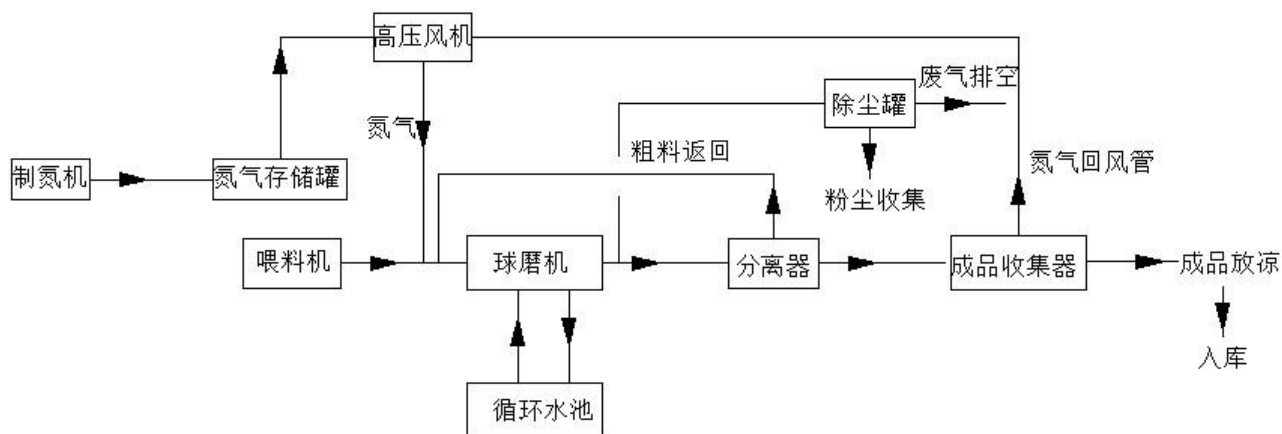 高压风机
废气排空
除尘罐
氮气
粗料返回
制氮机
氮气存储罐
氮气回风管
粉尘收集
喂料机
球磨机
分离器
成品收集器
成品放凉
入库
循环水池